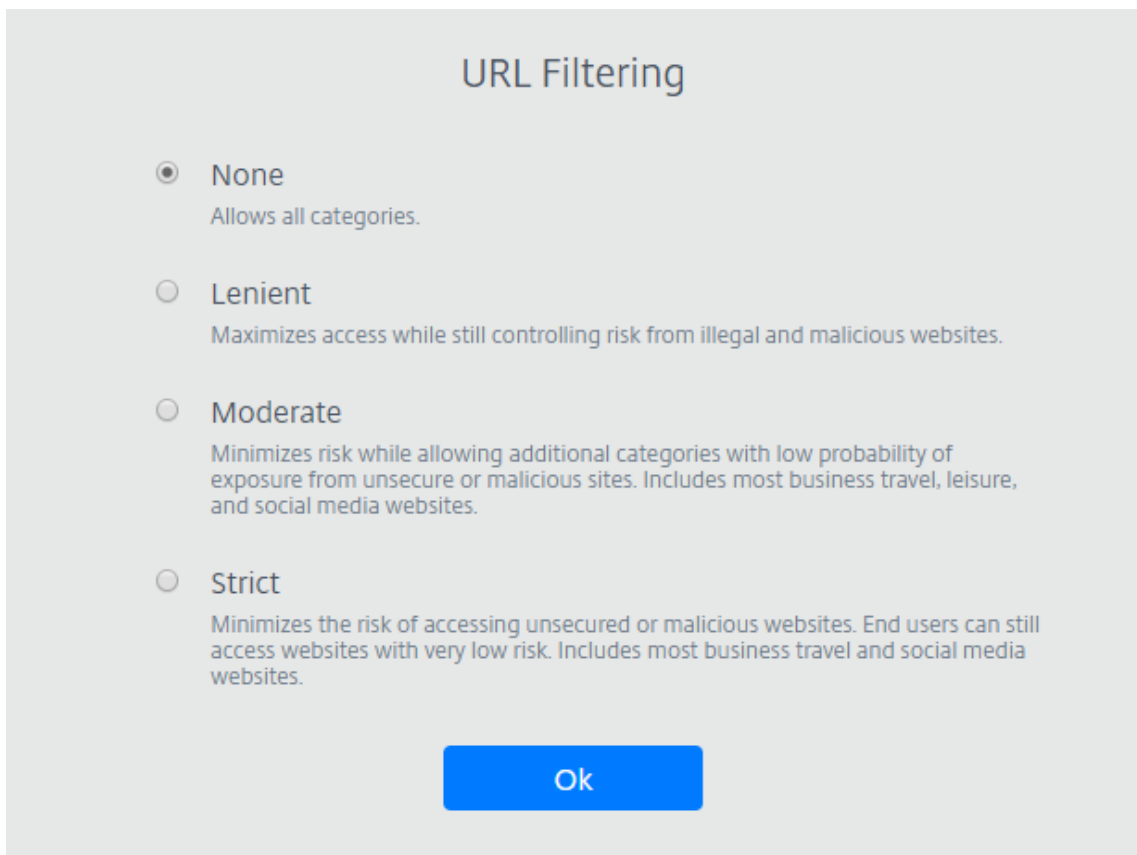 URL Filtering
None
Allows all categories.
Lenient
Maximizes access while still controlling risk from illegal and malicious websites.
Moderate
Minimizes risk while allowing additional categories with low probability of
exposure from unsecure or malicious sites. Includes most business travel, leisure,
and social media websites.
Strict
Minimizes the risk of accessing unsecured or malicious websites. End users can still
access websites with very low risk. Includes most business travel and social media
websites.
Ok